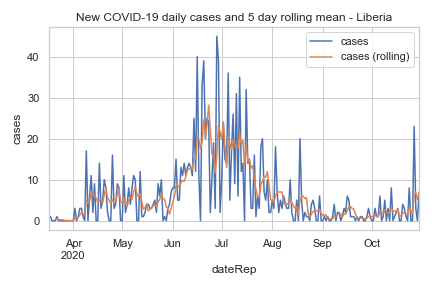 New COVID-19 daily cases and 5 day rolling mean - Liberia
cases
cases (rolling)
cases
40
30
20
10
0
Apr May Jun Jul Aug Sep Oct
2020
dateRep